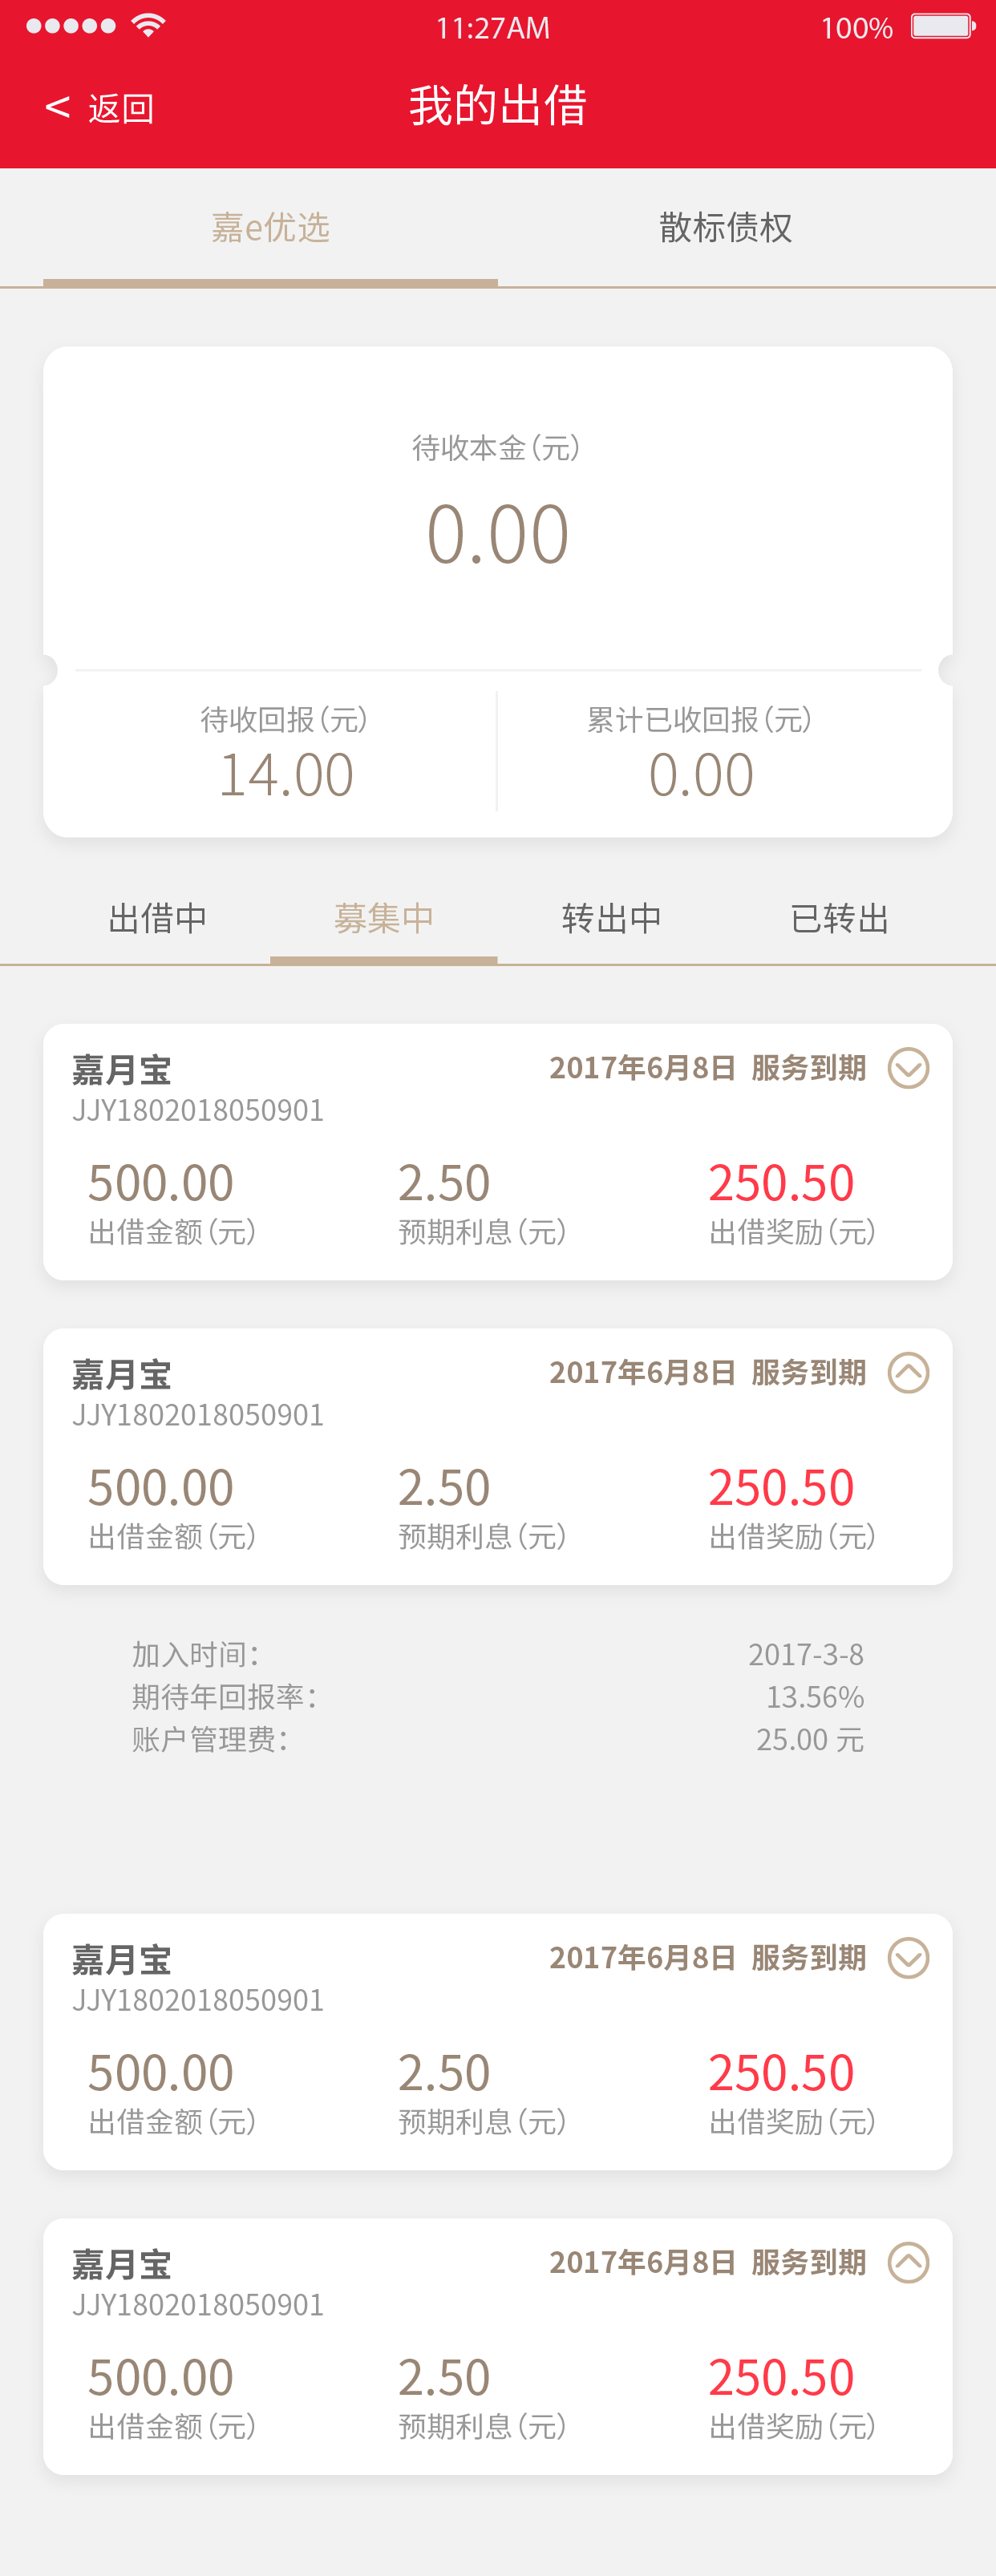 11:27AM 100%
< 返回 我的出借
嘉e优选 散标债权
待收本金(元)
0.00
待收回报(元) 累计已收回报(元)
14.00 0.00
出借中 募集中 转出中 已转出
嘉月宝 2017年6月8日 服务到期
JJY1802018050901
500.00 2.50 250.50
出借金额(元) 预期利息(元) 出借奖励(元)
嘉月宝 2017年6月8日 服务到期
JJY1802018050901
500.00 2.50 250.50
出借金额(元) 预期利息(元) 出借奖励(元)
加入时间: 2017-3-8
期待年回报率: 13.56%
账户管理费: 25.00 元
嘉月宝 2017年6月8日 服务到期
JJY1802018050901
500.00 2.50 250.50
出借金额(元) 预期利息(元) 出借奖励(元)
嘉月宝 2017年6月8日 服务到期
JJY1802018050901
500.00 2.50 250.50
出借金额(元) 预期利息(元) 出借奖励(元)